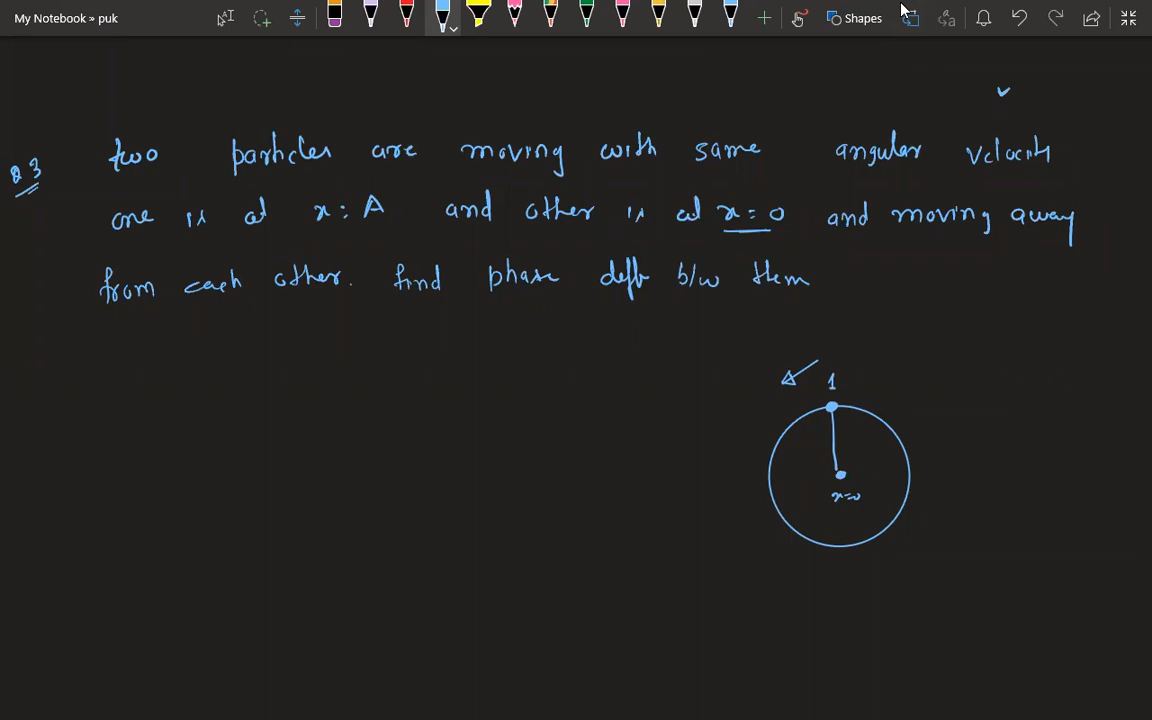 My Notebook » puk
Shapes
Q3 two particles are moving with same angular velocity
one is at x = A and other is at x = 0 and moving away
from each other. find phase deff b/w them
1
x=0